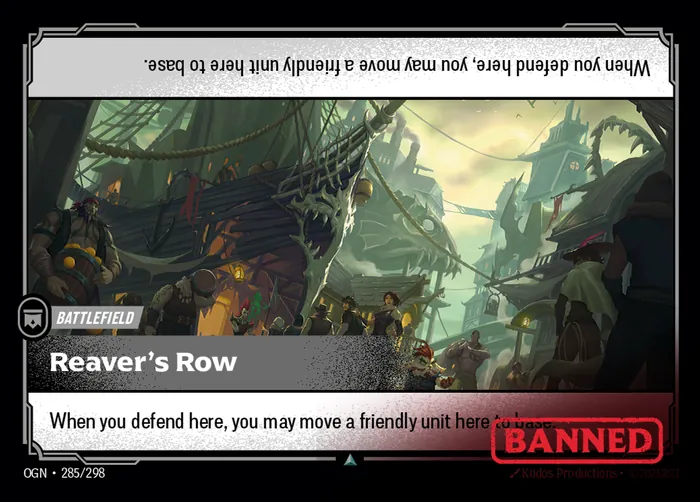 When you defend here, you may move a friendly unit here to base.
BATTLEFIELD
Reaver's Row
When you defend here, you may move a friendly unit here to base.
BANNED
OGN • 285/298
Kudos Productions